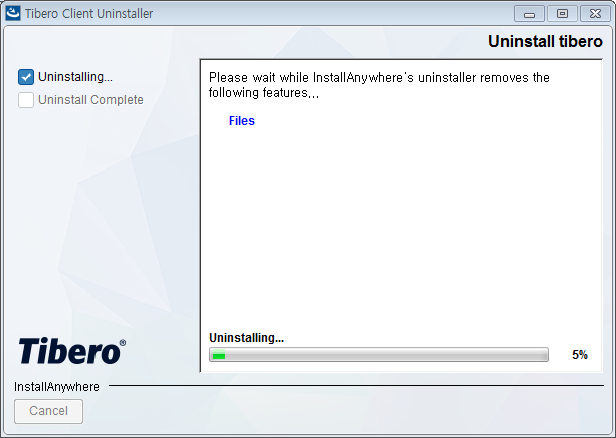 Tibero Client Uninstaller
Uninstall tibero
Uninstalling...
Uninstall Complete
Please wait while InstallAnywhere's uninstaller removes the
following features...
Files
Uninstalling...
5%
Tibero®
InstallAnywhere
Cancel